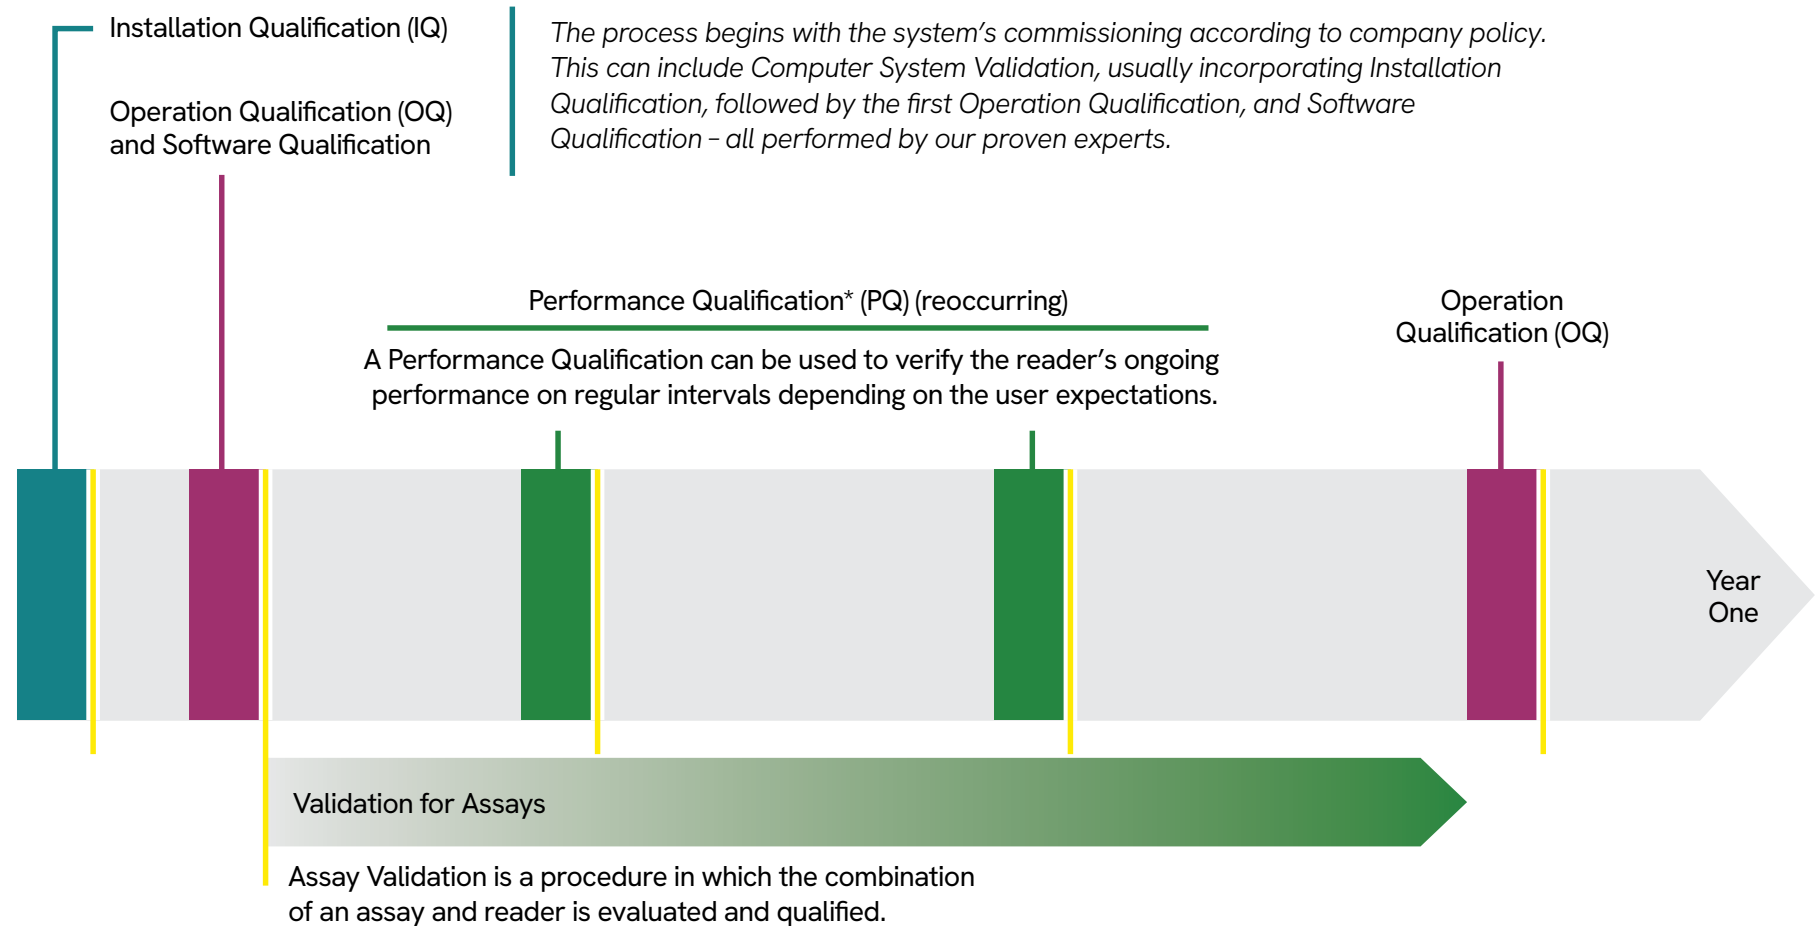 Installation Qualification (IQ)
Operation Qualification (OQ)
and Software Qualification
The process begins with the system’s commissioning according to company policy.
This can include Computer System Validation, usually incorporating Installation
Qualification, followed by the first Operation Qualification, and Software
Qualification – all performed by our proven experts.
Performance Qualification* (PQ) (reoccurring)
A Performance Qualification can be used to verify the reader’s ongoing
performance on regular intervals depending on the user expectations.
Operation
Qualification (OQ)
Year
One
Validation for Assays
Assay Validation is a procedure in which the combination
of an assay and reader is evaluated and qualified.